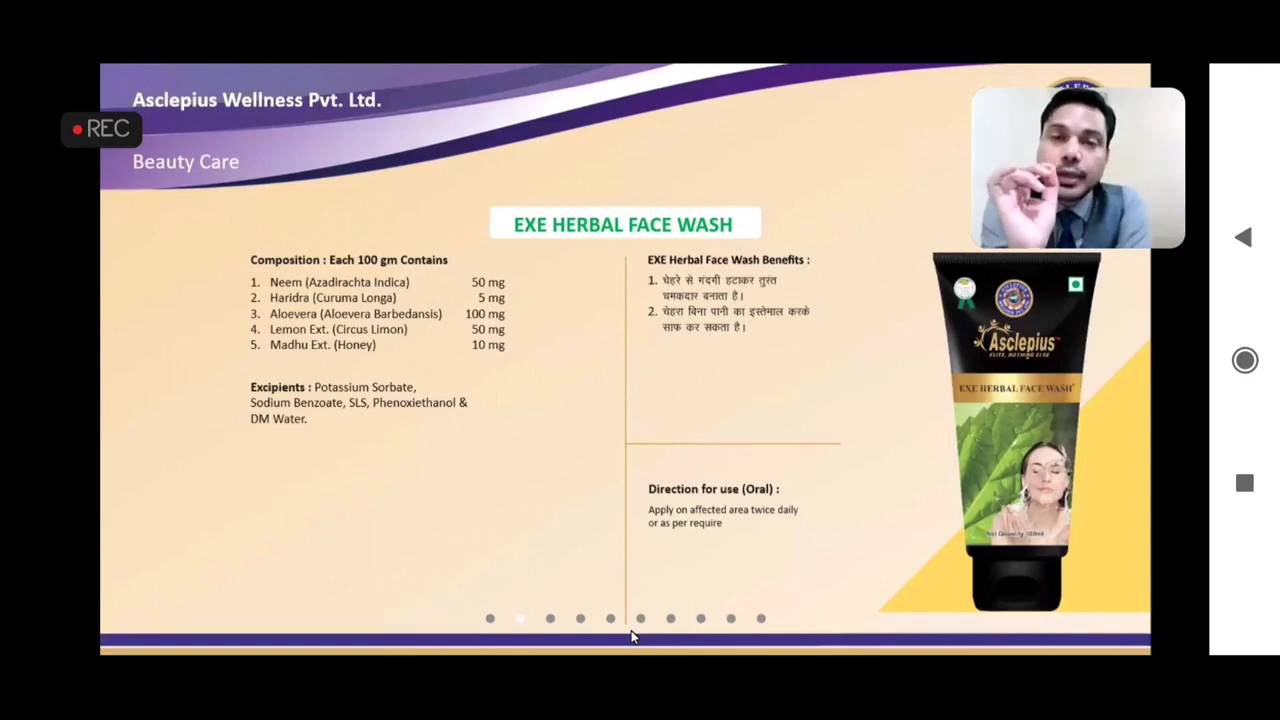 Asclepius Wellness Pvt. Ltd.
REC
Beauty Care
EXE HERBAL FACE WASH
Composition : Each 100 gm Contains
1. Neem (Azadirachta Indica) 50 mg
2. Haridra (Curuma Longa) 5 mg
3. Aloevera (Aloevera Barbedansis) 100 mg
4. Lemon Ext. (Circus Limon) 50 mg
5. Madhu Ext. (Honey) 10 mg
Excipients : Potassium Sorbate,
Sodium Benzoate, SLS, Phenoxiethanol &
DM Water.
EXE Herbal Face Wash Benefits :
1. चेहरे से गंदगी हटाकर तुरंत
चमकदार बनाता है।
2. चेहरा बिना पानी का इस्तेमाल करके
साफ कर सकता है।
Direction for use (Oral) :
Apply on affected area twice daily
or as per require
Asclepius
ELITE, NOTHING ELSE
EXE HERBAL FACE WASH
Net Quantity 100ml